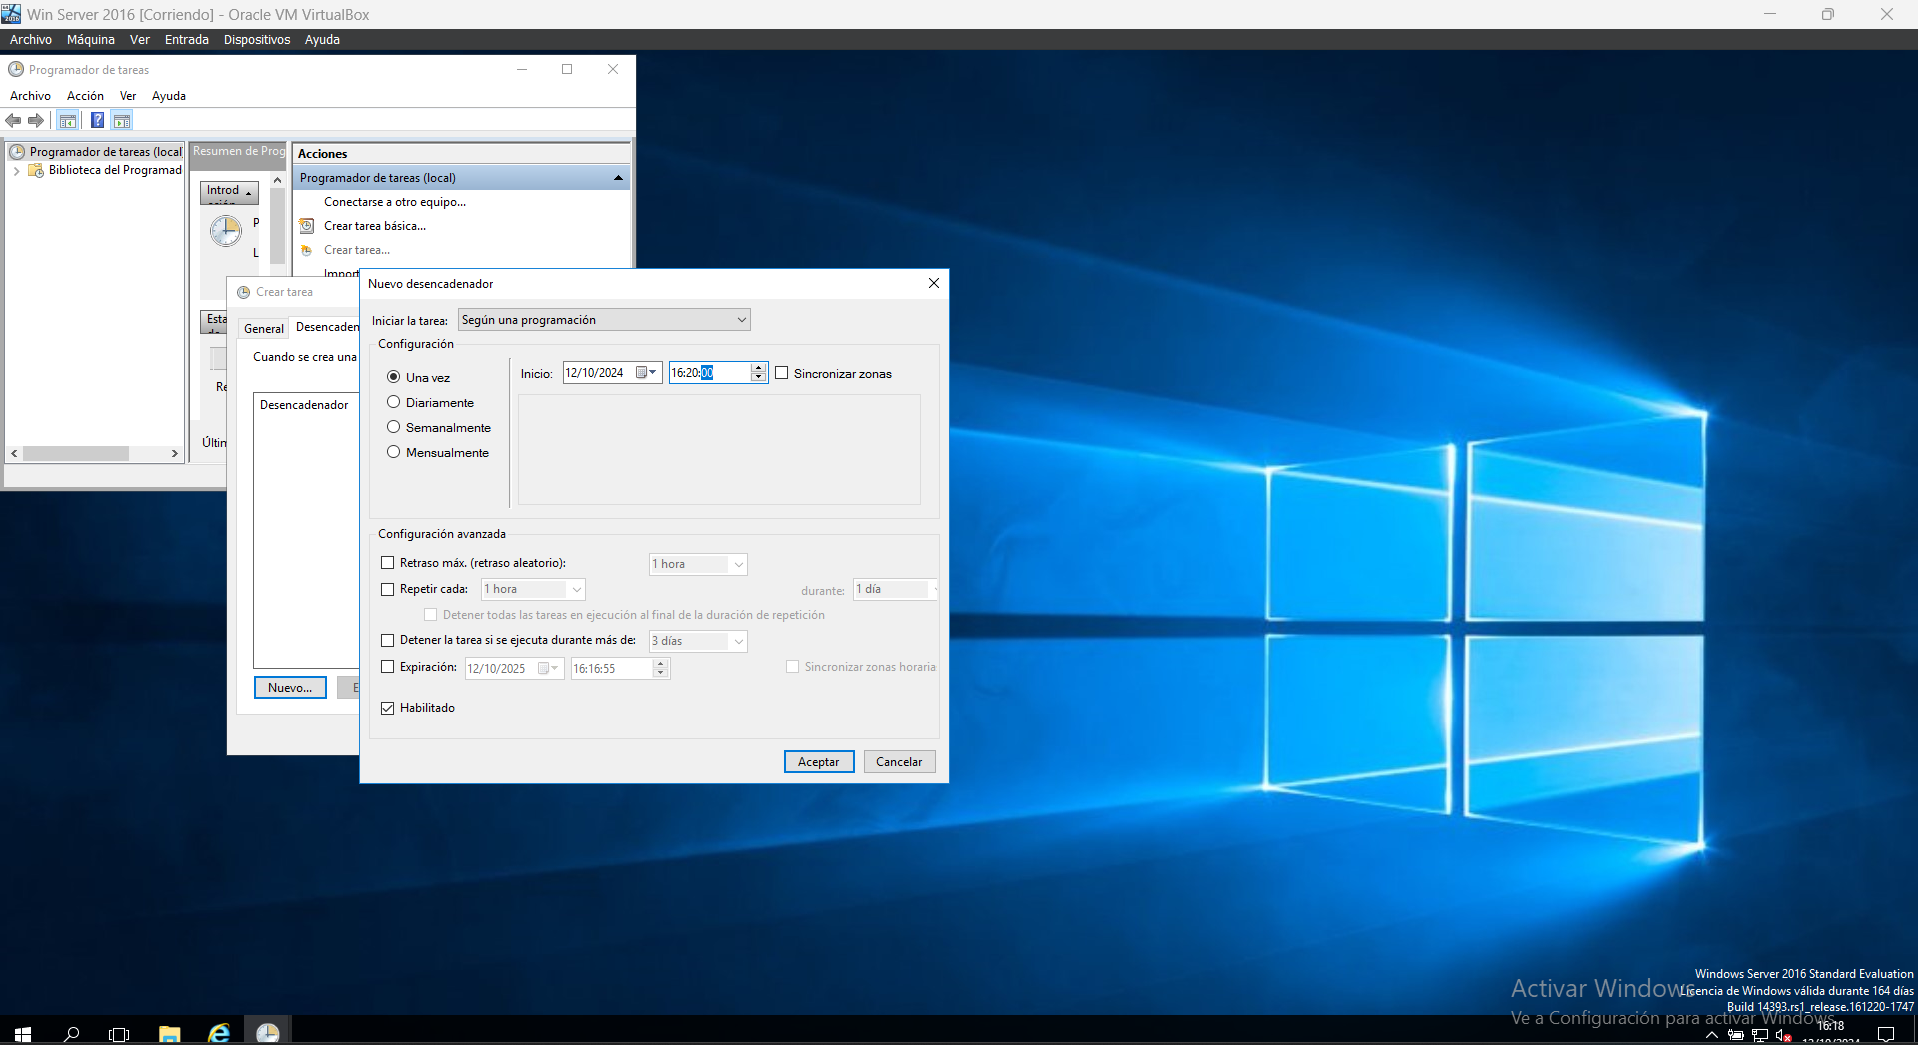 Win Server 2016 [Corriendo] - Oracle VM VirtualBox
Archivo Máquina Ver Entrada Dispositivos Ayuda
Programador de tareas
Archivo Acción Ver Ayuda
Programador de tareas (local
Biblioteca del Programad
Resumen de Prog
Introd
P
L
Esta
Re
Últim
Acciones
Programador de tareas (local)
Conectarse a otro equipo...
Crear tarea básica...
Crear tarea...
Import
Crear tarea
General Desencaden
Cuando se crea una
Desencadenador
Nuevo... E
Nuevo desencadenador
Iniciar la tarea: Según una programación
Configuración
Una vez
Diariamente
Semanalmente
Mensualmente
Inicio: 12/10/2024 16:20:00 Sincronizar zonas
Configuración avanzada
Retraso máx. (retraso aleatorio): 1 hora
Repetir cada: 1 hora durante: 1 día
Detener todas las tareas en ejecución al final de la duración de repetición
Detener la tarea si se ejecuta durante más de: 3 días
Expiración: 12/10/2025 16:16:55 Sincronizar zonas horaria
Habilitado
Aceptar Cancelar
Activar Windows
Ve a Configuración para activar Windows.
Windows Server 2016 Standard Evaluation
Licencia de Windows válida durante 164 días
Build 14393.rs1_release.161220-1747
16:18
12/10/2024